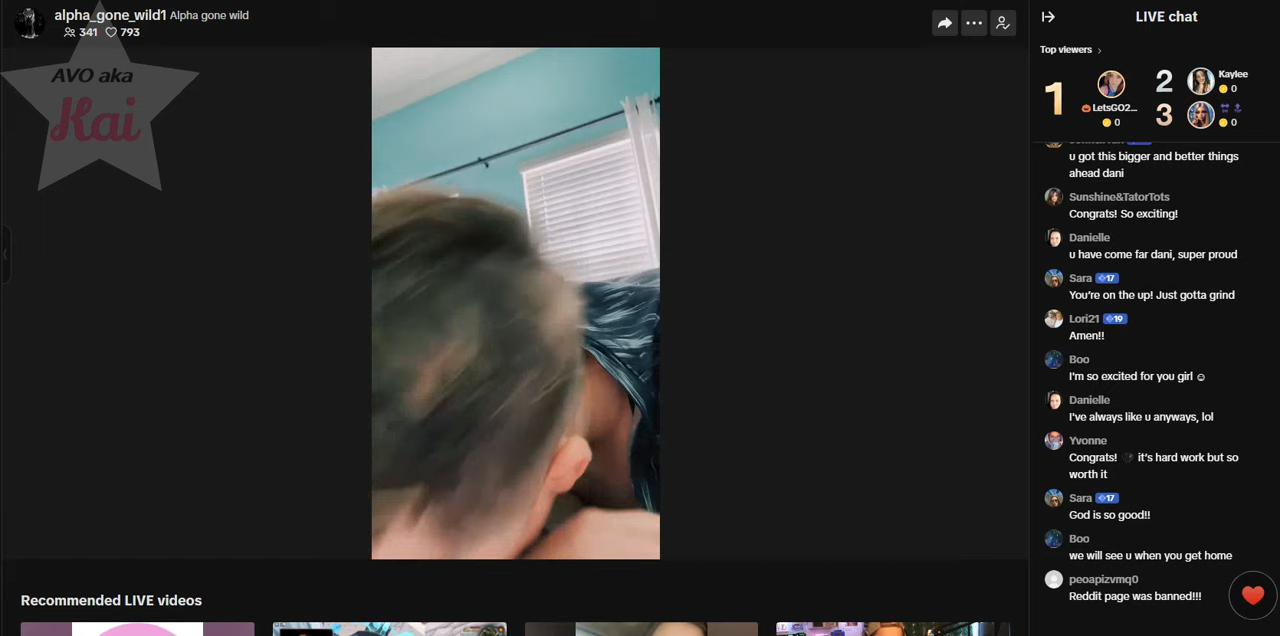 alpha_gone_wild1 Alpha gone wild
341 793
AVO aka
Kai
LIVE chat
Top viewers
1
LetsGO2...
0
2
Kaylee
0
3
0
u got this bigger and better things
ahead dani
Sunshine&TatorTots
Congrats! So exciting!
Danielle
u have come far dani, super proud
Sara 17
You're on the up! Just gotta grind
Lori21 19
Amen!!
Boo
I'm so excited for you girl ☺
Danielle
I've always like u anyways, lol
Yvonne
Congrats! 🖤 it's hard work but so
worth it
Sara 17
God is so good!!
Boo
we will see u when you get home
peoapizvmq0
Reddit page was banned!!!
Recommended LIVE videos